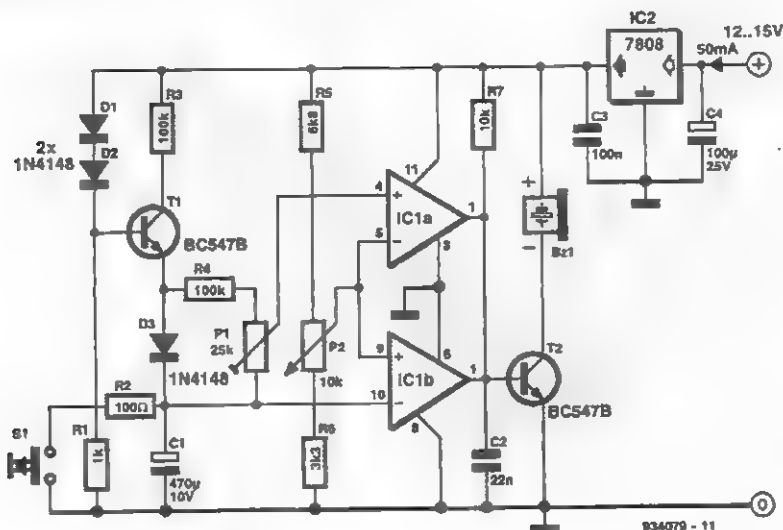 IC2
7808
12..15V
50mA
+
C3
100n
C4
100µ
25V
D1
D2
2x
1N4148
R3
100k
R5
6k8
R7
10k
T1
BC547B
R4
100k
11
4
+
5
−
1
IC1a
3
+
−
Bz1
D3
1N4148
P1
25k
P2
10k
9
+
10
−
6
1
IC1b
8
T2
BC547B
R2
100Ω
S1
R1
1k
C1
470µ
10V
R6
3k3
C2
22n
0
934079 - 11